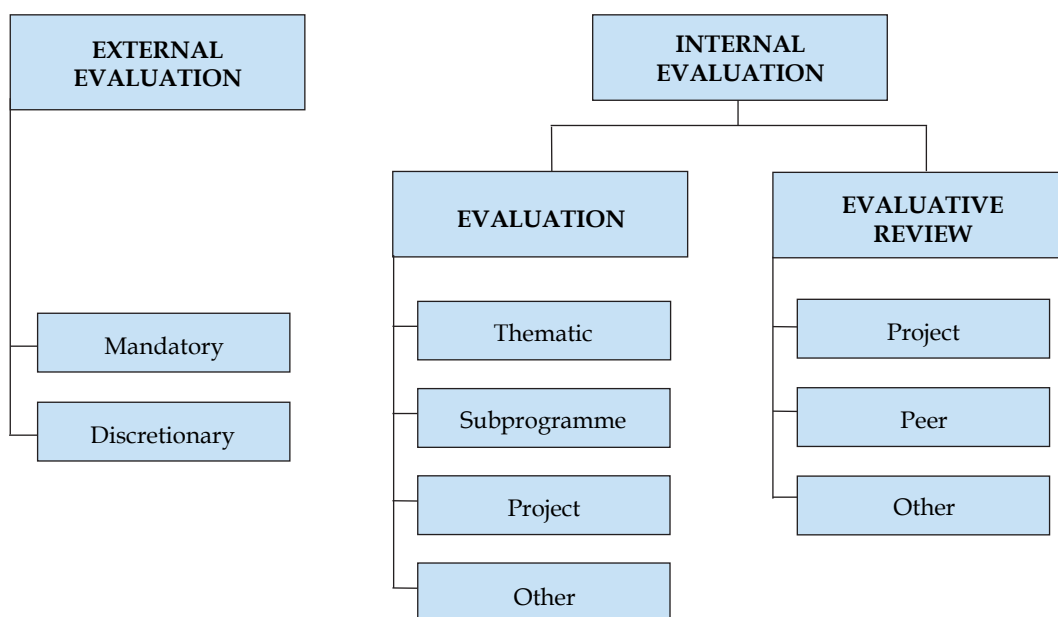 EXTERNAL
EVALUATION
Mandatory
Discretionary
INTERNAL
EVALUATION
EVALUATION
Thematic
Subprogramme
Project
Other
EVALUATIVE
REVIEW
Project
Peer
Other